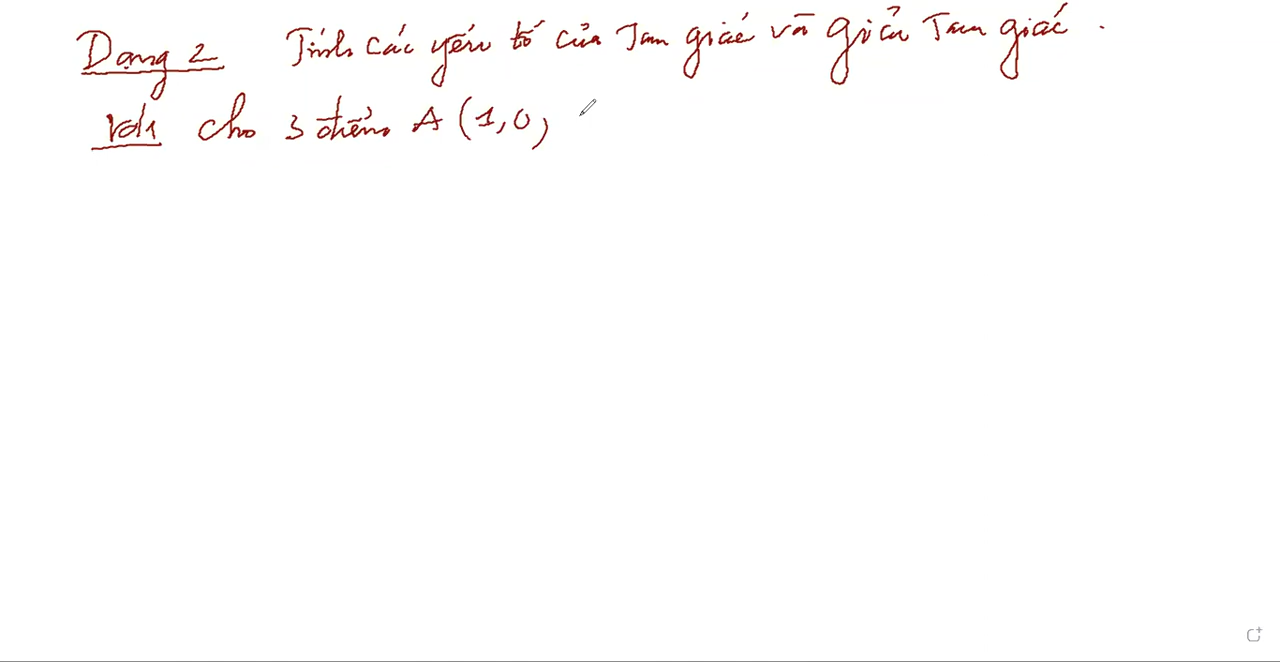 Dạng 2 Tính các yếu tố của Tam giác và giải Tam giác.
Vd1 cho 3 điểm A (1, 0,